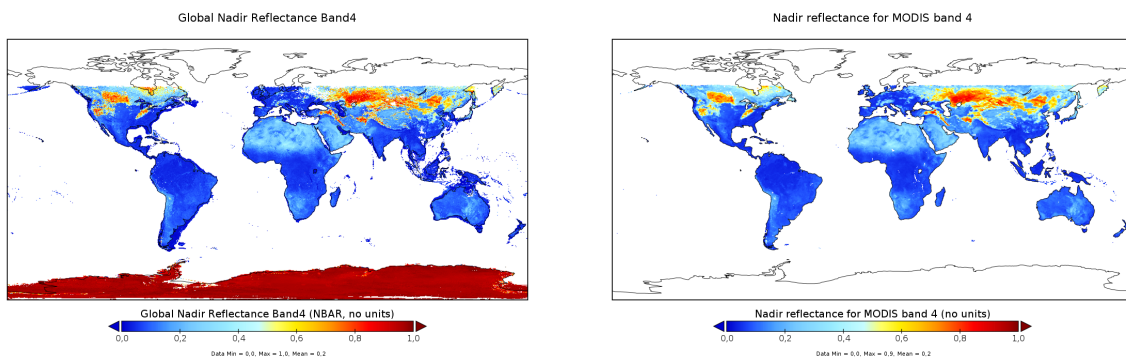 Global Nadir Reflectance Band4
Global Nadir Reflectance Band4 (NBAR, no units)
0,0 0,2 0,4 0,6 0,8 1,0
Data Min = 0,0, Max = 1,0, Mean = 0,2
Nadir reflectance for MODIS band 4
Nadir reflectance for MODIS band 4 (no units)
0,0 0,2 0,4 0,6 0,8 1,0
Data Min = 0,0, Max = 0,9, Mean = 0,2